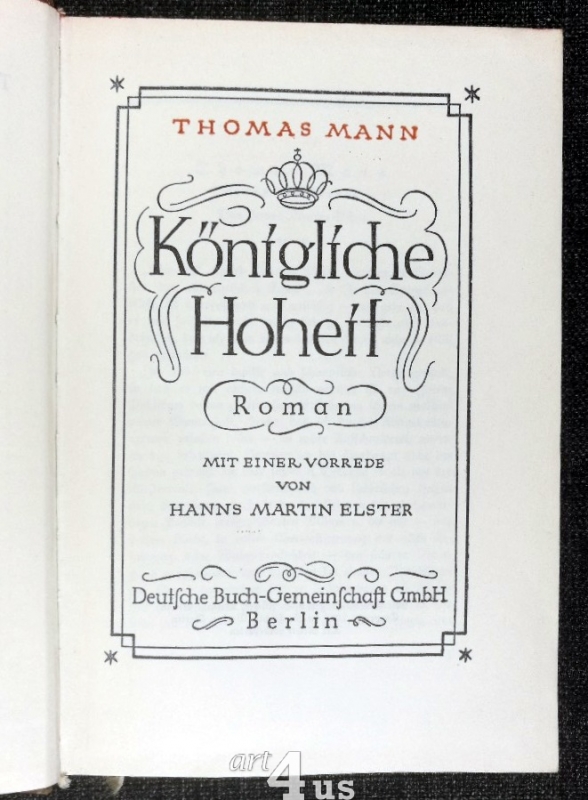 THOMAS MANN
Königliche
Hoheit
Roman
MIT EINER VORREDE
VON
HANNS MARTIN ELSTER
Deutſche Buch-Gemeinſchaft GmbH
Berlin
art4us